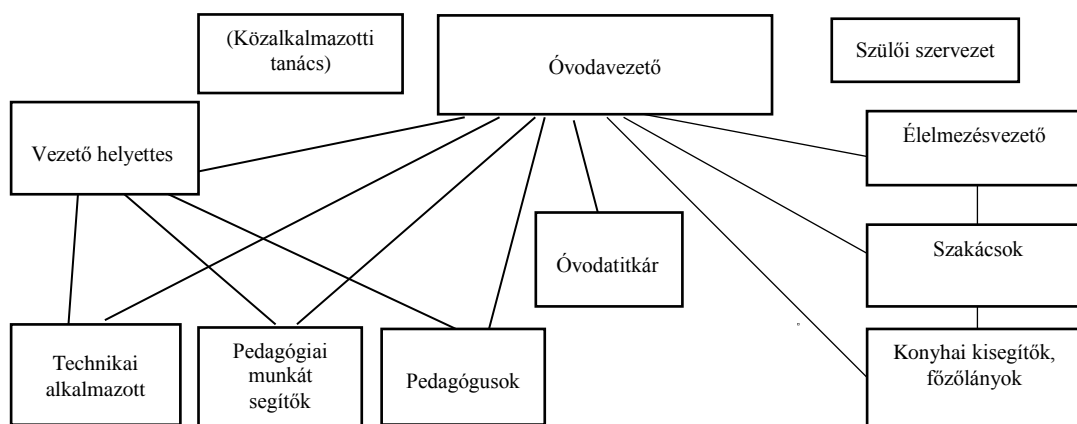 (Közalkalmazotti
tanács)
Óvodavezető
Szülői szervezet
Vezető helyettes
Élelmezésvezető
Óvodatitkár
Szakácsok
Technikai
alkalmazott
Pedagógiai
munkát
segítők
Pedagógusok
Konyhai kisegítők,
főzőlányok